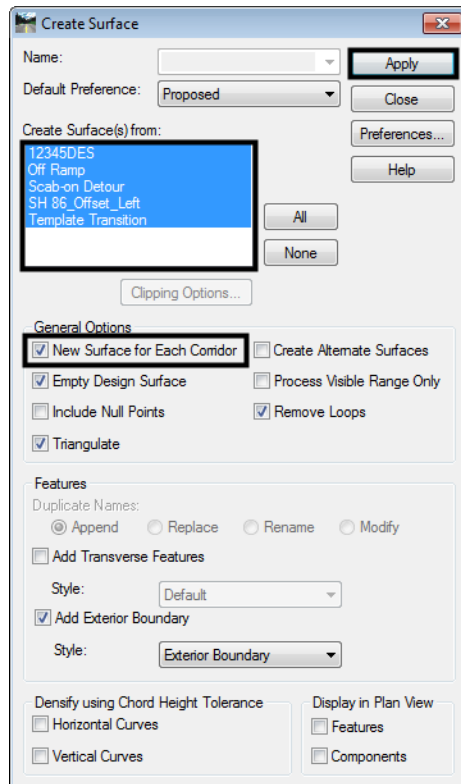 Create Surface
Name:
Apply
Default Preference: Proposed
Close
Create Surface(s) from:
Preferences...
12345DES
Off Ramp
Help
Scab-on Detour
SH 86_Offset_Left
Template Transition
All
None
Clipping Options...
General Options
New Surface for Each Corridor Create Alternate Surfaces
Empty Design Surface Process Visible Range Only
Include Null Points Remove Loops
Triangulate
Features
Duplicate Names:
Append Replace Rename Modify
Add Transverse Features
Style: Default
Add Exterior Boundary
Style: Exterior Boundary
Densify using Chord Height Tolerance Display in Plan View
Horizontal Curves Features
Vertical Curves Components